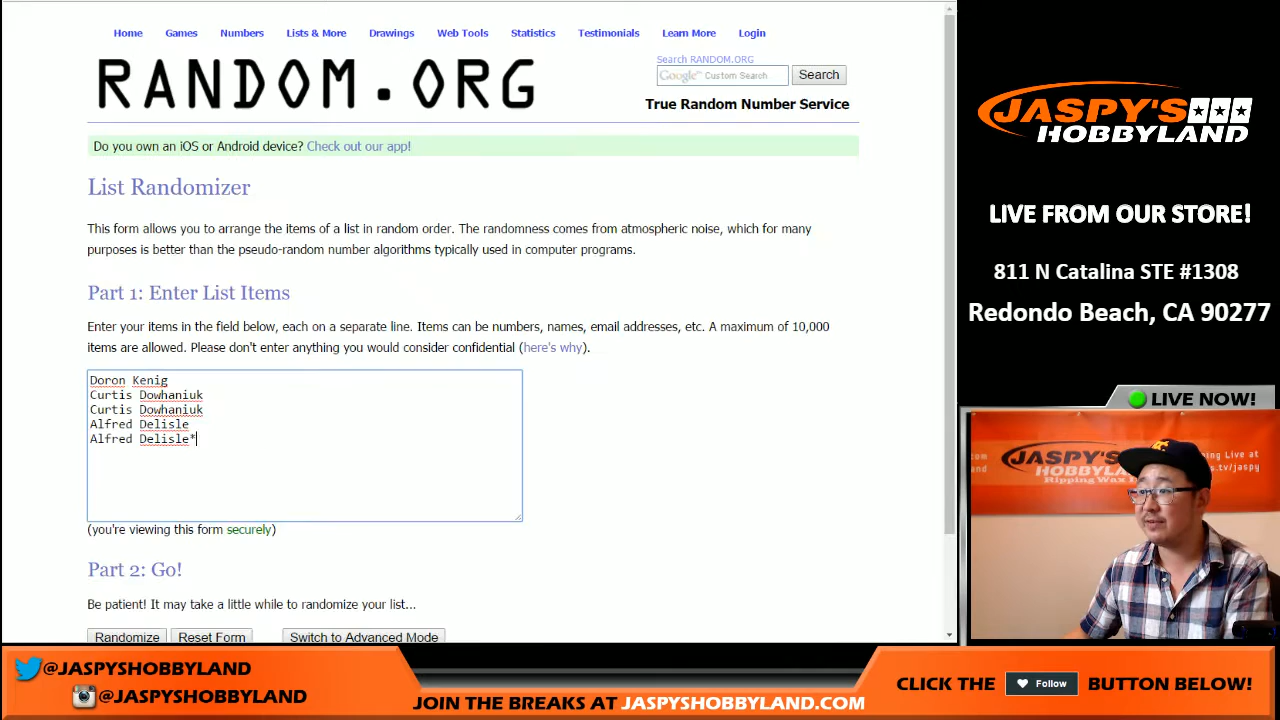 Home Games Numbers Lists & More Drawings Web Tools Statistics Testimonials Learn More Login
RANDOM.ORG
Search RANDOM.ORG
Google™ Custom Search Search
True Random Number Service
Do you own an iOS or Android device? Check out our app!
List Randomizer
This form allows you to arrange the items of a list in random order. The randomness comes from atmospheric noise, which for many
purposes is better than the pseudo-random number algorithms typically used in computer programs.
Part 1: Enter List Items
Enter your items in the field below, each on a separate line. Items can be numbers, names, email addresses, etc. A maximum of 10,000
items are allowed. Please don't enter anything you would consider confidential (here's why).
Doron Kenig
Curtis Dowhaniuk
Curtis Dowhaniuk
Alfred Delisle
Alfred Delisle*
(you're viewing this form securely)
Part 2: Go!
Be patient! It may take a little while to randomize your list...
Randomize Reset Form Switch to Advanced Mode
JASPY'S
HOBBYLAND
LIVE FROM OUR STORE!
811 N Catalina STE #1308
Redondo Beach, CA 90277
LIVE NOW!
JASPY'S
HOBBYLAND
Ripping Wax
@JASPYSHOBBYLAND
@JASPYSHOBBYLAND
JOIN THE BREAKS AT JASPYSHOBBYLAND.COM
CLICK THE Follow BUTTON BELOW!